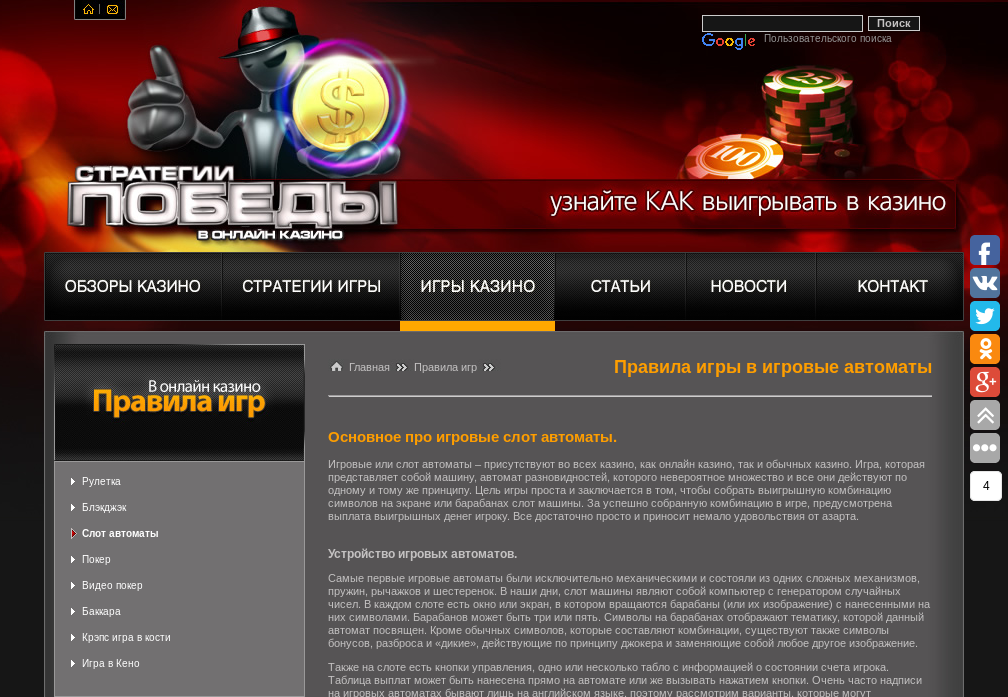 Поиск
Google Пользовательского поиска
$
25
100
СТРАТЕГИИ
ПОБЕДЫ
В ОНЛАЙН КАЗИНО
узнайте КАК выигрывать в казино
ОБЗОРЫ КАЗИНО
СТРАТЕГИИ ИГРЫ
ИГРЫ КАЗИНО
СТАТЬИ
НОВОСТИ
КОНТАКТ
В онлайн казино
Правила игр
Рулетка
Блэкджэк
Слот автоматы
Покер
Видео покер
Баккара
Крэпс игра в кости
Игра в Кено
Главная
Правила игр
Правила игры в игровые автоматы
Основное про игровые слот автоматы.
Игровые или слот автоматы – присутствуют во всех казино, как онлайн казино, так и обычных казино. Игра, которая
представляет собой машину, автомат разновидностей, которого невероятное множество и все они действуют по
одному и тому же принципу. Цель игры проста и заключается в том, чтобы собрать выигрышную комбинацию
символов на экране или барабанах слот машины. За успешно собранную комбинацию в игре, предусмотрена
выплата выигрышных денег игроку. Все достаточно просто и приносит немало удовольствия от азарта.
Устройство игровых автоматов.
Самые первые игровые автоматы были исключительно механическими и состояли из одних сложных механизмов,
пружин, рычажков и шестеренок. В наши дни, слот машины являют собой компьютер с генератором случайных
чисел. В каждом слоте есть окно или экран, в котором вращаются барабаны (или их изображение) с нанесенными на
них символами. Барабанов может быть три или пять. Символы на барабанах отображают тематику, которой данный
автомат посвящен. Кроме обычных символов, которые составляют комбинации, существуют также символы
бонусов, разброса и «дикие», действующие по принципу джокера и заменяющие собой любое другое изображение.
Также на слоте есть кнопки управления, одно или несколько табло с информацией о состоянии счета игрока.
Таблица выплат может быть нанесена прямо на автомате или же вызывать нажатием кнопки. Очень часто надписи
на игровых автоматах бывают лишь на английском языке, поэтому рассмотрим варианты, которые могут
4